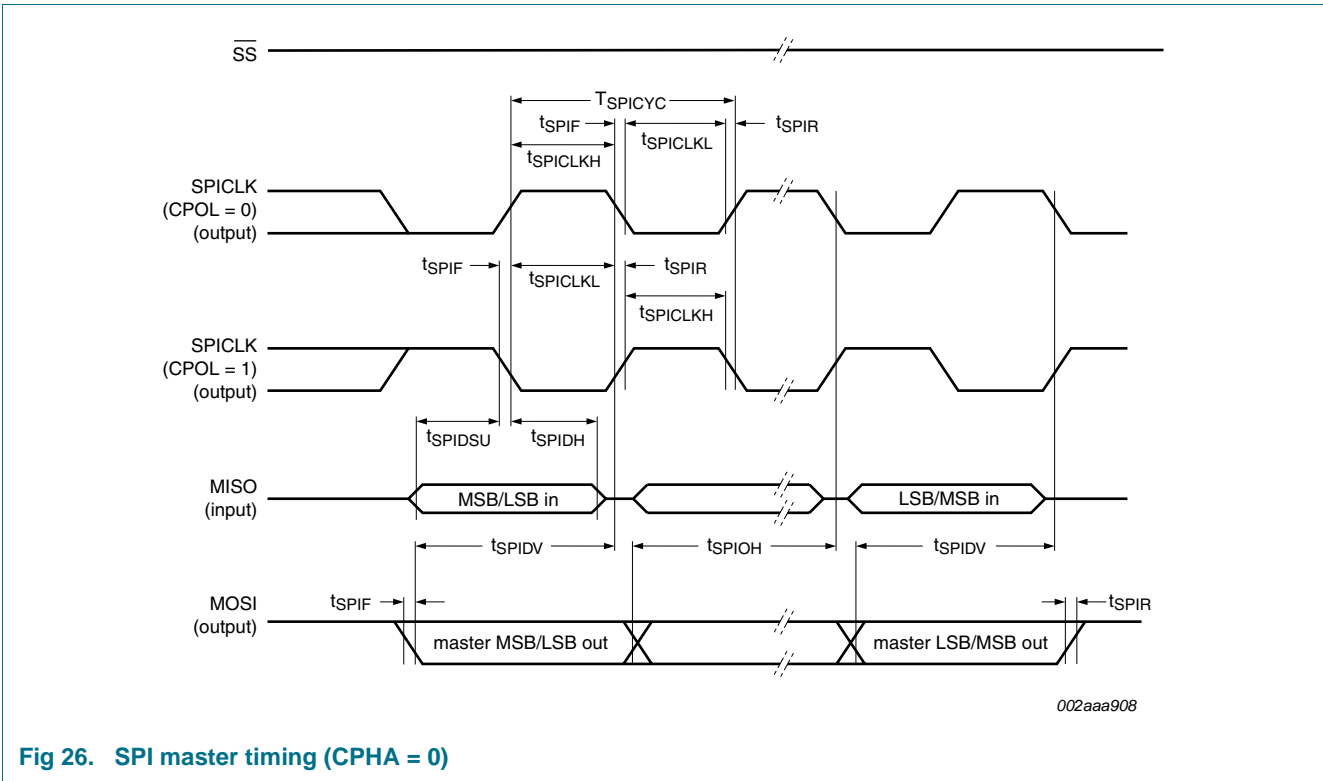 SS
TSPICYC
tSPIF
tSPICLKL
tSPIR
tSPICLKH
SPICLK
(CPOL = 0)
(output)
tSPIF
tSPICLKL
tSPIR
tSPICLKH
SPICLK
(CPOL = 1)
(output)
tSPIDSU
tSPIDH
MISO
(input)
MSB/LSB in
LSB/MSB in
tSPIDV
tSPIOH
tSPIDV
MOSI
(output)
tSPIF
tSPIR
master MSB/LSB out
master LSB/MSB out
002aaa908
Fig 26. SPI master timing (CPHA = 0)